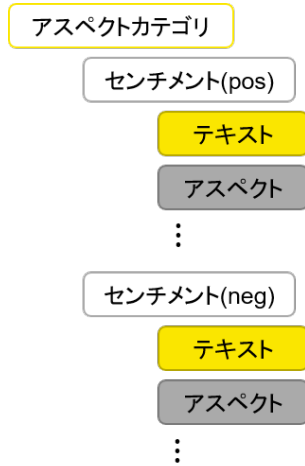 アスペクトカテゴリ
センチメント(pos)
テキスト
アスペクト
⋮
センチメント(neg)
テキスト
アスペクト
⋮